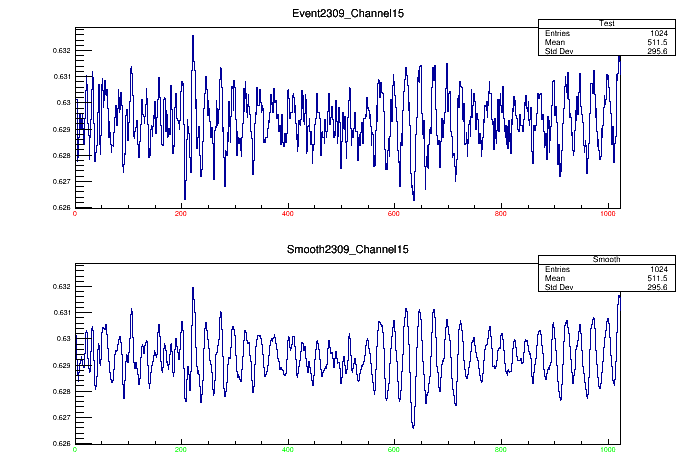 Event2309_Channel15
Test
Entries 1024
Mean 511.5
Std Dev 295.6
0.632
0.631
0.63
0.629
0.628
0.627
0.626
0 200 400 600 800 1000
Smooth2309_Channel15
Smooth
Entries 1024
Mean 511.5
Std Dev 295.6
0.632
0.631
0.63
0.629
0.628
0.627
0.626
0 200 400 600 800 1000